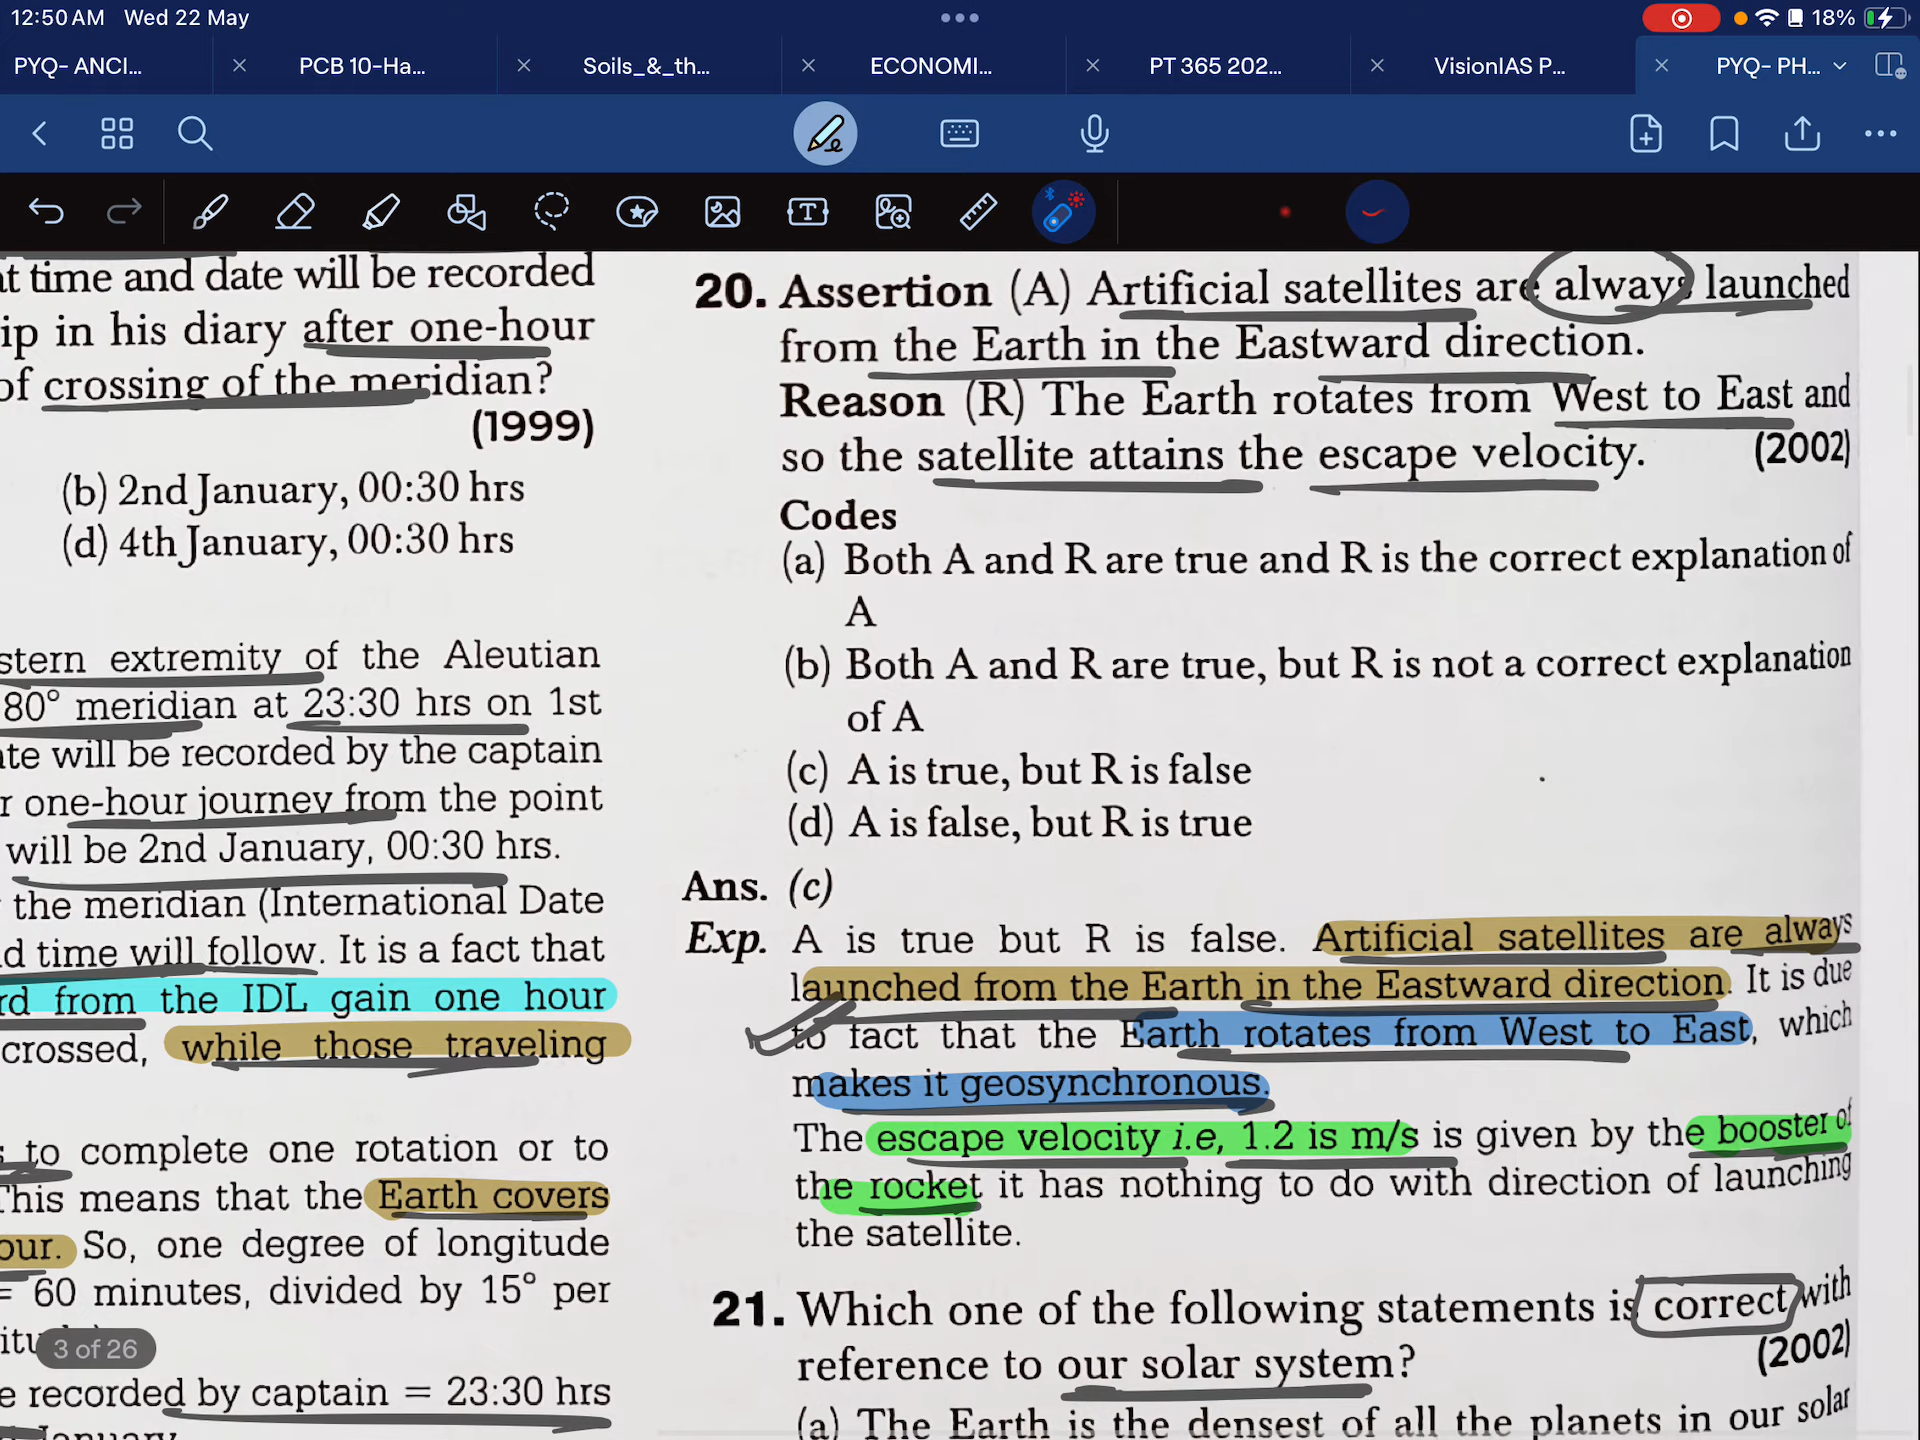 12:50 AM Wed 22 May
18%
PYQ- ANCI...
PCB 10-Ha...
Soils_&_th...
ECONOMI...
PT 365 202...
VisionIAS P...
PYQ- PH...
t time and date will be recorded
ip in his diary after one-hour
of crossing of the meridian?
(1999)
(b) 2nd January, 00:30 hrs
(d) 4th January, 00:30 hrs
stern extremity of the Aleutian
80° meridian at 23:30 hrs on 1st
te will be recorded by the captain
r one-hour journey from the point
will be 2nd January, 00:30 hrs.
the meridian (International Date
d time will follow. It is a fact that
rd from the IDL gain one hour
crossed, while those traveling
to complete one rotation or to
This means that the Earth covers
our. So, one degree of longitude
= 60 minutes, divided by 15° per
3 of 26
e recorded by captain = 23:30 hrs
20. Assertion (A) Artificial satellites are always launched
from the Earth in the Eastward direction.
Reason (R) The Earth rotates from West to East and
so the satellite attains the escape velocity. (2002)
Codes
(a) Both A and R are true and R is the correct explanation of
A
(b) Both A and R are true, but R is not a correct explanation
of A
(c) A is true, but R is false
(d) A is false, but R is true
Ans. (c)
Exp. A is true but R is false. Artificial satellites are always
launched from the Earth in the Eastward direction. It is due
to fact that the Earth rotates from West to East, which
makes it geosynchronous.
The escape velocity i.e, 1.2 is m/s is given by the booster of
the rocket it has nothing to do with direction of launching
the satellite.
21. Which one of the following statements is correct with
reference to our solar system? (2002)
(a) The Earth is the densest of all the planets in our solar